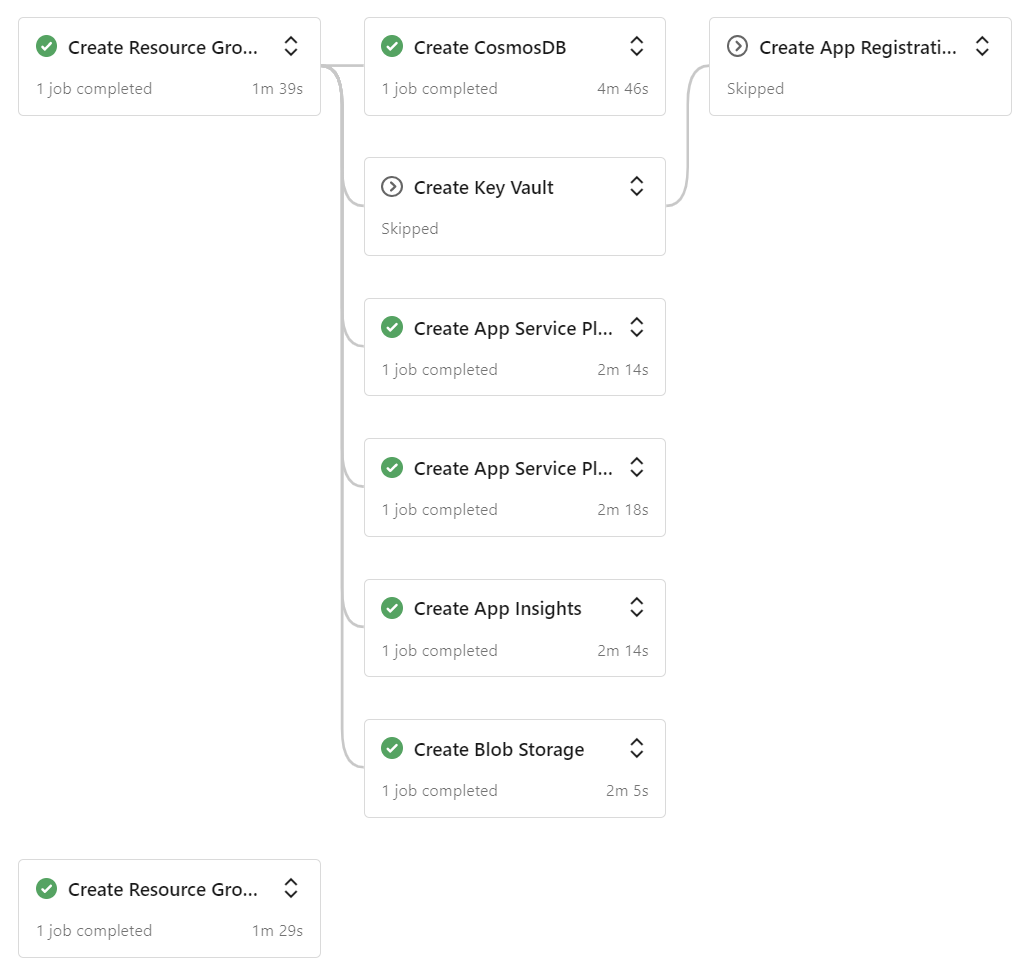 Create Resource Gro...
1 job completed 1m 39s
Create CosmosDB
1 job completed 4m 46s
Create App Registrati...
Skipped
Create Key Vault
Skipped
Create App Service Pl...
1 job completed 2m 14s
Create App Service Pl...
1 job completed 2m 18s
Create App Insights
1 job completed 2m 14s
Create Blob Storage
1 job completed 2m 5s
Create Resource Gro...
1 job completed 1m 29s